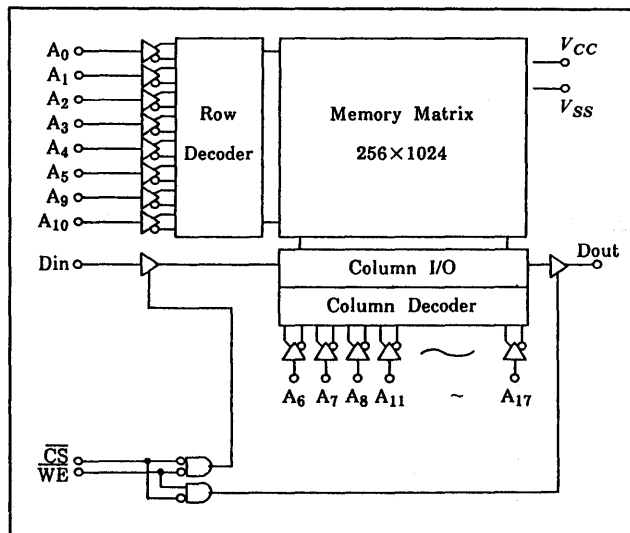 A0
A1
A2
A3
A4
A5
A9
A10
Row
Decoder
Memory Matrix
256×1024
VCC
VSS
Din
Column I/O
Dout
Column Decoder
A6 A7 A8 A11 ~ A17
CS
WE